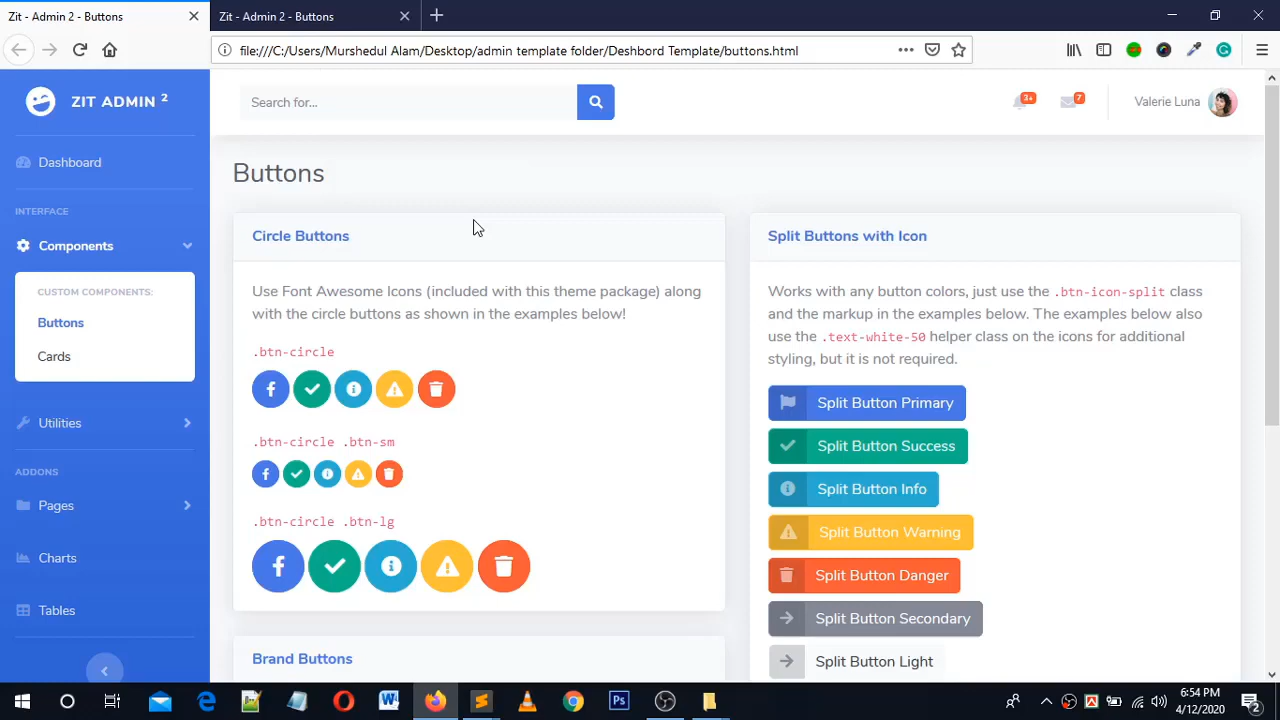 Zit - Admin 2 - Buttons
Zit - Admin 2 - Buttons
file:///C:/Users/Murshedul Alam/Desktop/admin template folder/Deshbord Template/buttons.html
ZIT ADMIN 2
Search for...
3+
7
Valerie Luna
Dashboard
INTERFACE
Components
CUSTOM COMPONENTS:
Buttons
Cards
Utilities
ADDONS
Pages
Charts
Tables
Buttons
Circle Buttons
Use Font Awesome Icons (included with this theme package) along
with the circle buttons as shown in the examples below!
.btn-circle
.btn-circle .btn-sm
.btn-circle .btn-lg
Brand Buttons
Split Buttons with Icon
Works with any button colors, just use the .btn-icon-split class
and the markup in the examples below. The examples below also
use the .text-white-50 helper class on the icons for additional
styling, but it is not required.
Split Button Primary
Split Button Success
Split Button Info
Split Button Warning
Split Button Danger
Split Button Secondary
Split Button Light
6:54 PM
4/12/2020
2